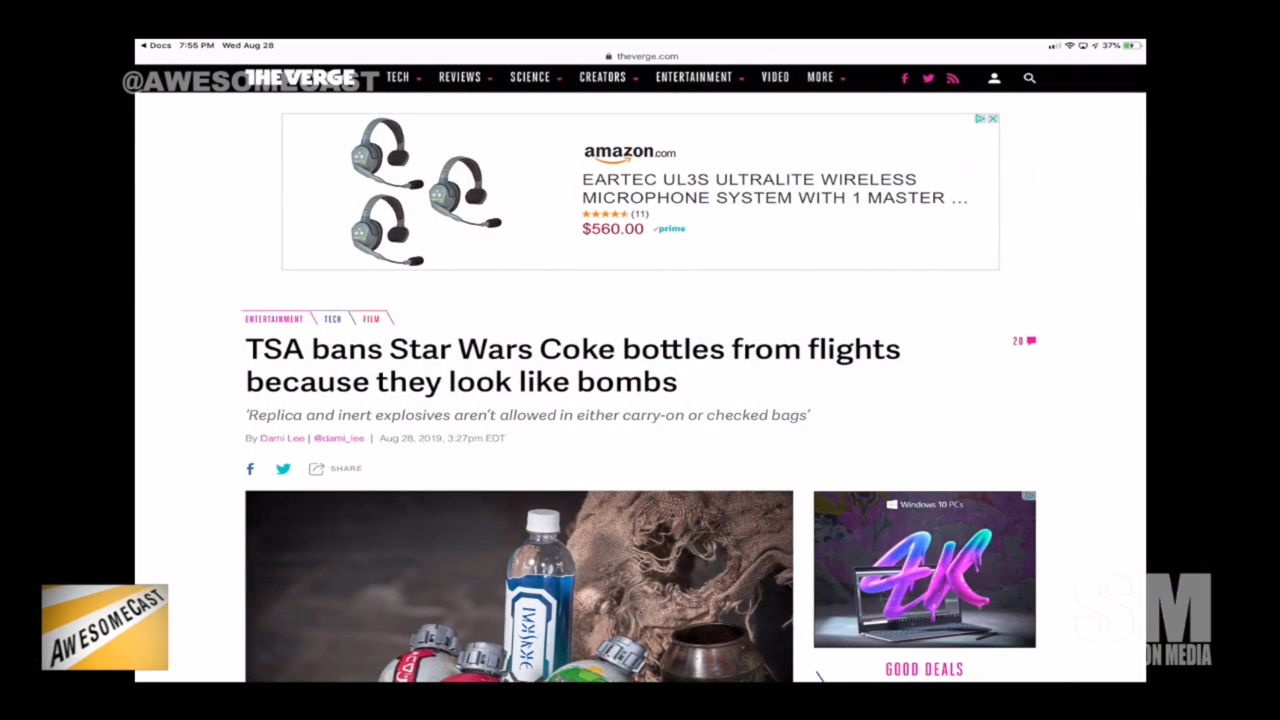 Docs 7:55 PM Wed Aug 28
37%
theverge.com
@AWESOMECAST
THE VERGE
TECH REVIEWS SCIENCE CREATORS ENTERTAINMENT VIDEO MORE
amazon.com
EARTEC UL3S ULTRALITE WIRELESS
MICROPHONE SYSTEM WITH 1 MASTER ...
(11)
$560.00 prime
ENTERTAINMENT TECH FILM
TSA bans Star Wars Coke bottles from flights
because they look like bombs
28
'Replica and inert explosives aren't allowed in either carry-on or checked bags'
By Dami Lee | @dami_lee | Aug 28, 2019, 3:27pm EDT
SHARE
Windows 10 PCs
4K
AWESOMECAST
SM
ON MEDIA
GOOD DEALS